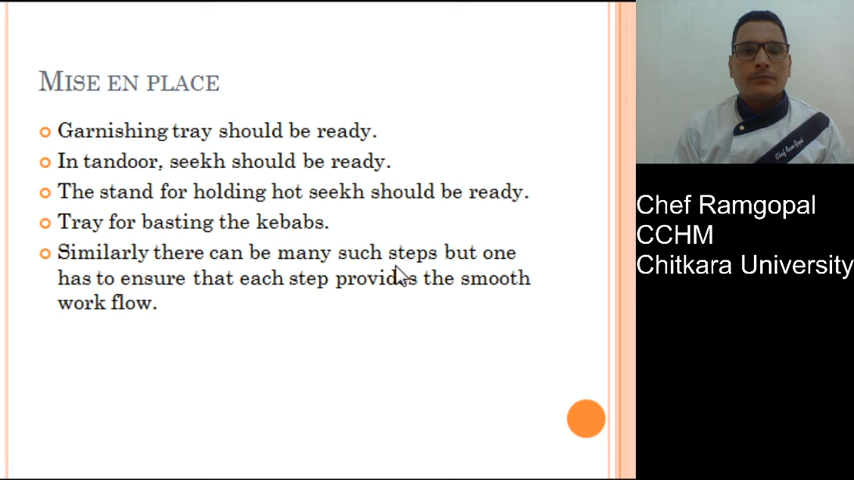 MISE EN PLACE
Garnishing tray should be ready.
In tandoor, seekh should be ready.
The stand for holding hot seekh should be ready.
Tray for basting the kebabs.
Similarly there can be many such steps but one
has to ensure that each step provides the smooth
work flow.
Chef RamGopal
Chef Ramgopal
CCHM
Chitkara University